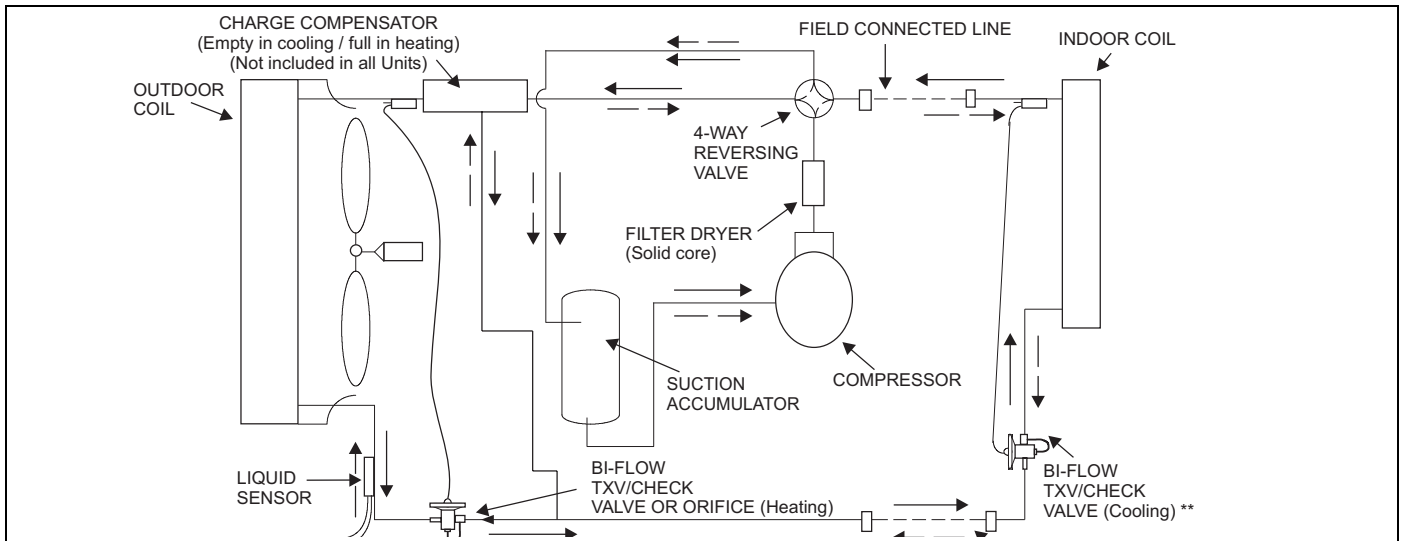 CHARGE COMPENSATOR
(Empty in cooling / full in heating)
(Not included in all Units)
FIELD CONNECTED LINE
INDOOR COIL
OUTDOOR
COIL
4-WAY
REVERSING
VALVE
FILTER DRYER
(Solid core)
COMPRESSOR
SUCTION
ACCUMULATOR
LIQUID
SENSOR
BI-FLOW
TXV/CHECK
VALVE OR ORIFICE (Heating)
BI-FLOW
TXV/CHECK
VALVE (Cooling) **